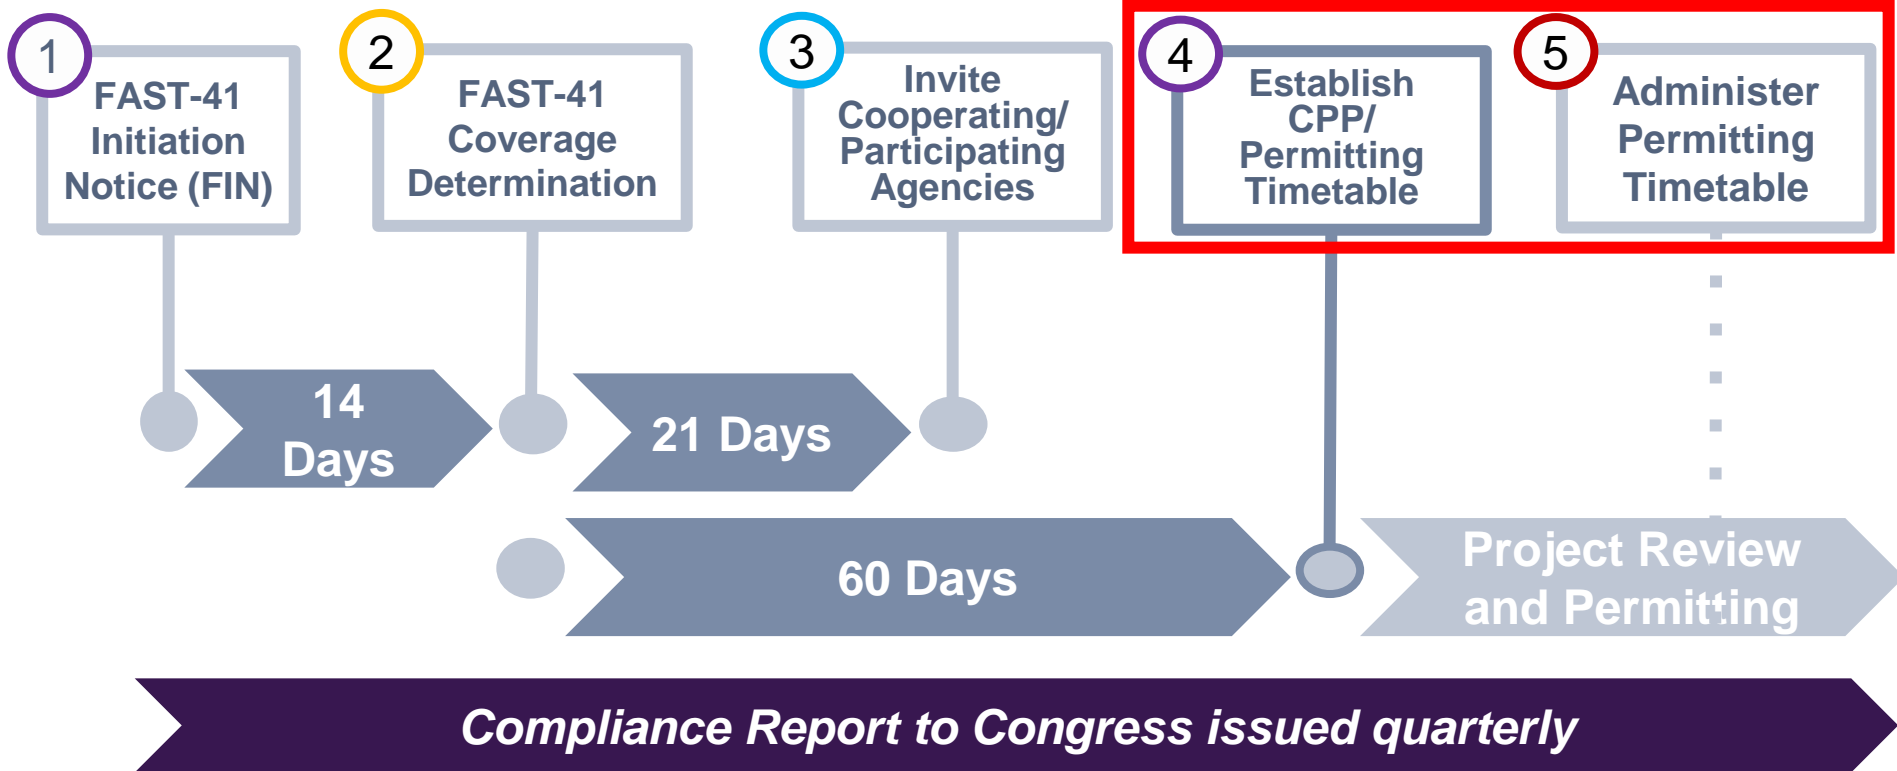 1
FAST-41
Initiation
Notice (FIN)
2
FAST-41
Coverage
Determination
3
Invite
Cooperating/
Participating
Agencies
4
Establish
CPP/
Permitting
Timetable
5
Administer
Permitting
Timetable
14
Days
21 Days
60 Days
Project Review
and Permitting
Compliance Report to Congress issued quarterly